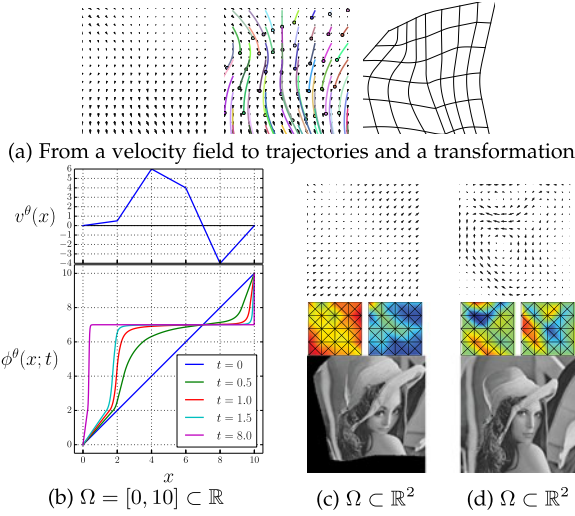 (a) From a velocity field to trajectories and a transformation
6
5
4
3
2
1
0
−1
−2
−3
−4
v^θ(x)
10
8
6
4
2
0
ϕ^θ(x; t)
t = 0
t = 0.5
t = 1.0
t = 1.5
t = 8.0
0 2 4 6 8 10
x
(b) Ω = [0, 10] ⊂ ℝ
(c) Ω ⊂ ℝ²
(d) Ω ⊂ ℝ²